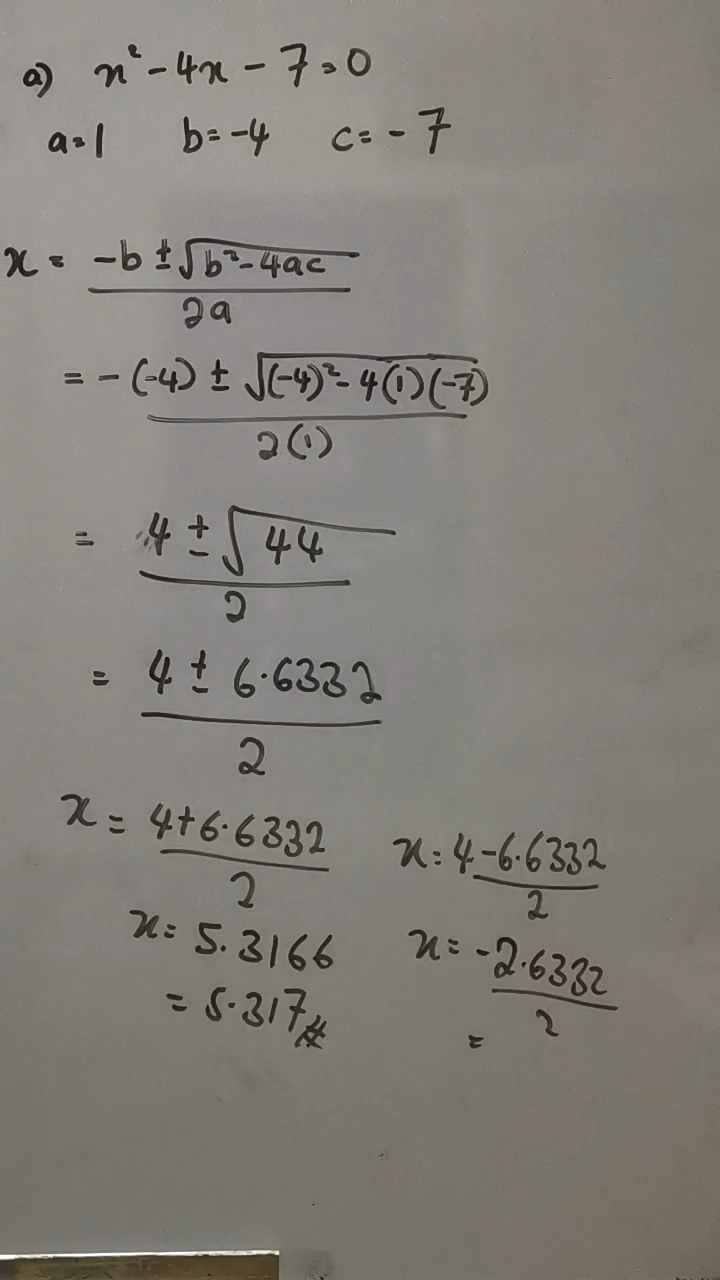 a) x² - 4x - 7 = 0
a = 1 b = -4 c = -7
x = -b ± √b² - 4ac
2a
= -(-4) ± √(-4)² - 4(1)(-7)
2(1)
= 4 ± √44
2
= 4 ± 6.6332
2
x = 4 + 6.6332
2
x = 5.3166
= 5.317#
x = 4 - 6.6332
2
x = -2.6332
2
=